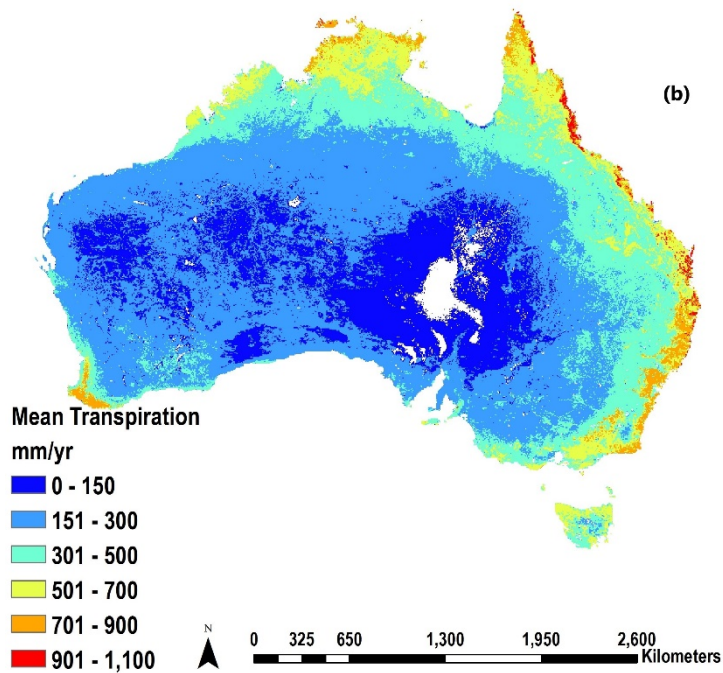 (b)
Mean Transpiration
mm/yr
0 - 150
151 - 300
301 - 500
501 - 700
701 - 900
901 - 1,100
N
0 325 650 1,300 1,950 2,600
Kilometers